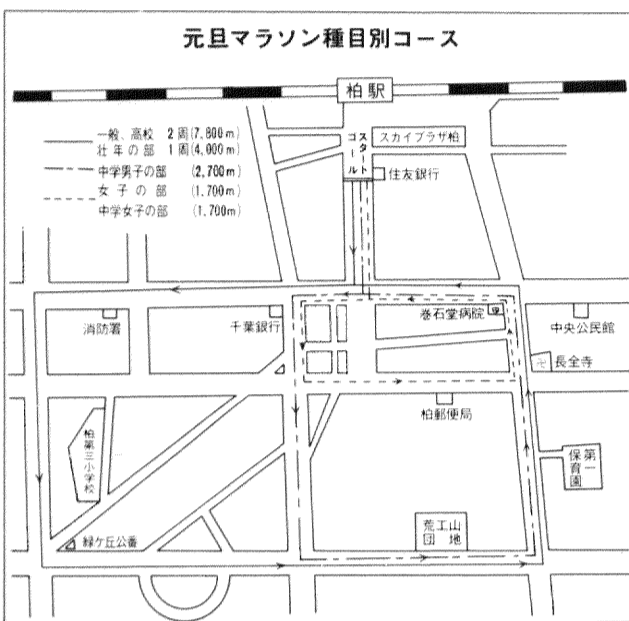 元旦マラソン種目別コース
柏駅
一般、高校 2周(7,800m)
壮年の部 1周(4,000m)
中学男子の部 (2,700m)
女子の部 (1,700m)
中学女子の部 (1,700m)
スタート
ゴール
スカイプラザ柏
住友銀行
消防署
千葉銀行
巻石堂病院
中央公民館
卍 長全寺
柏郵便局
柏第三小学校
第一保育園
荒工山団地
緑ケ丘公番